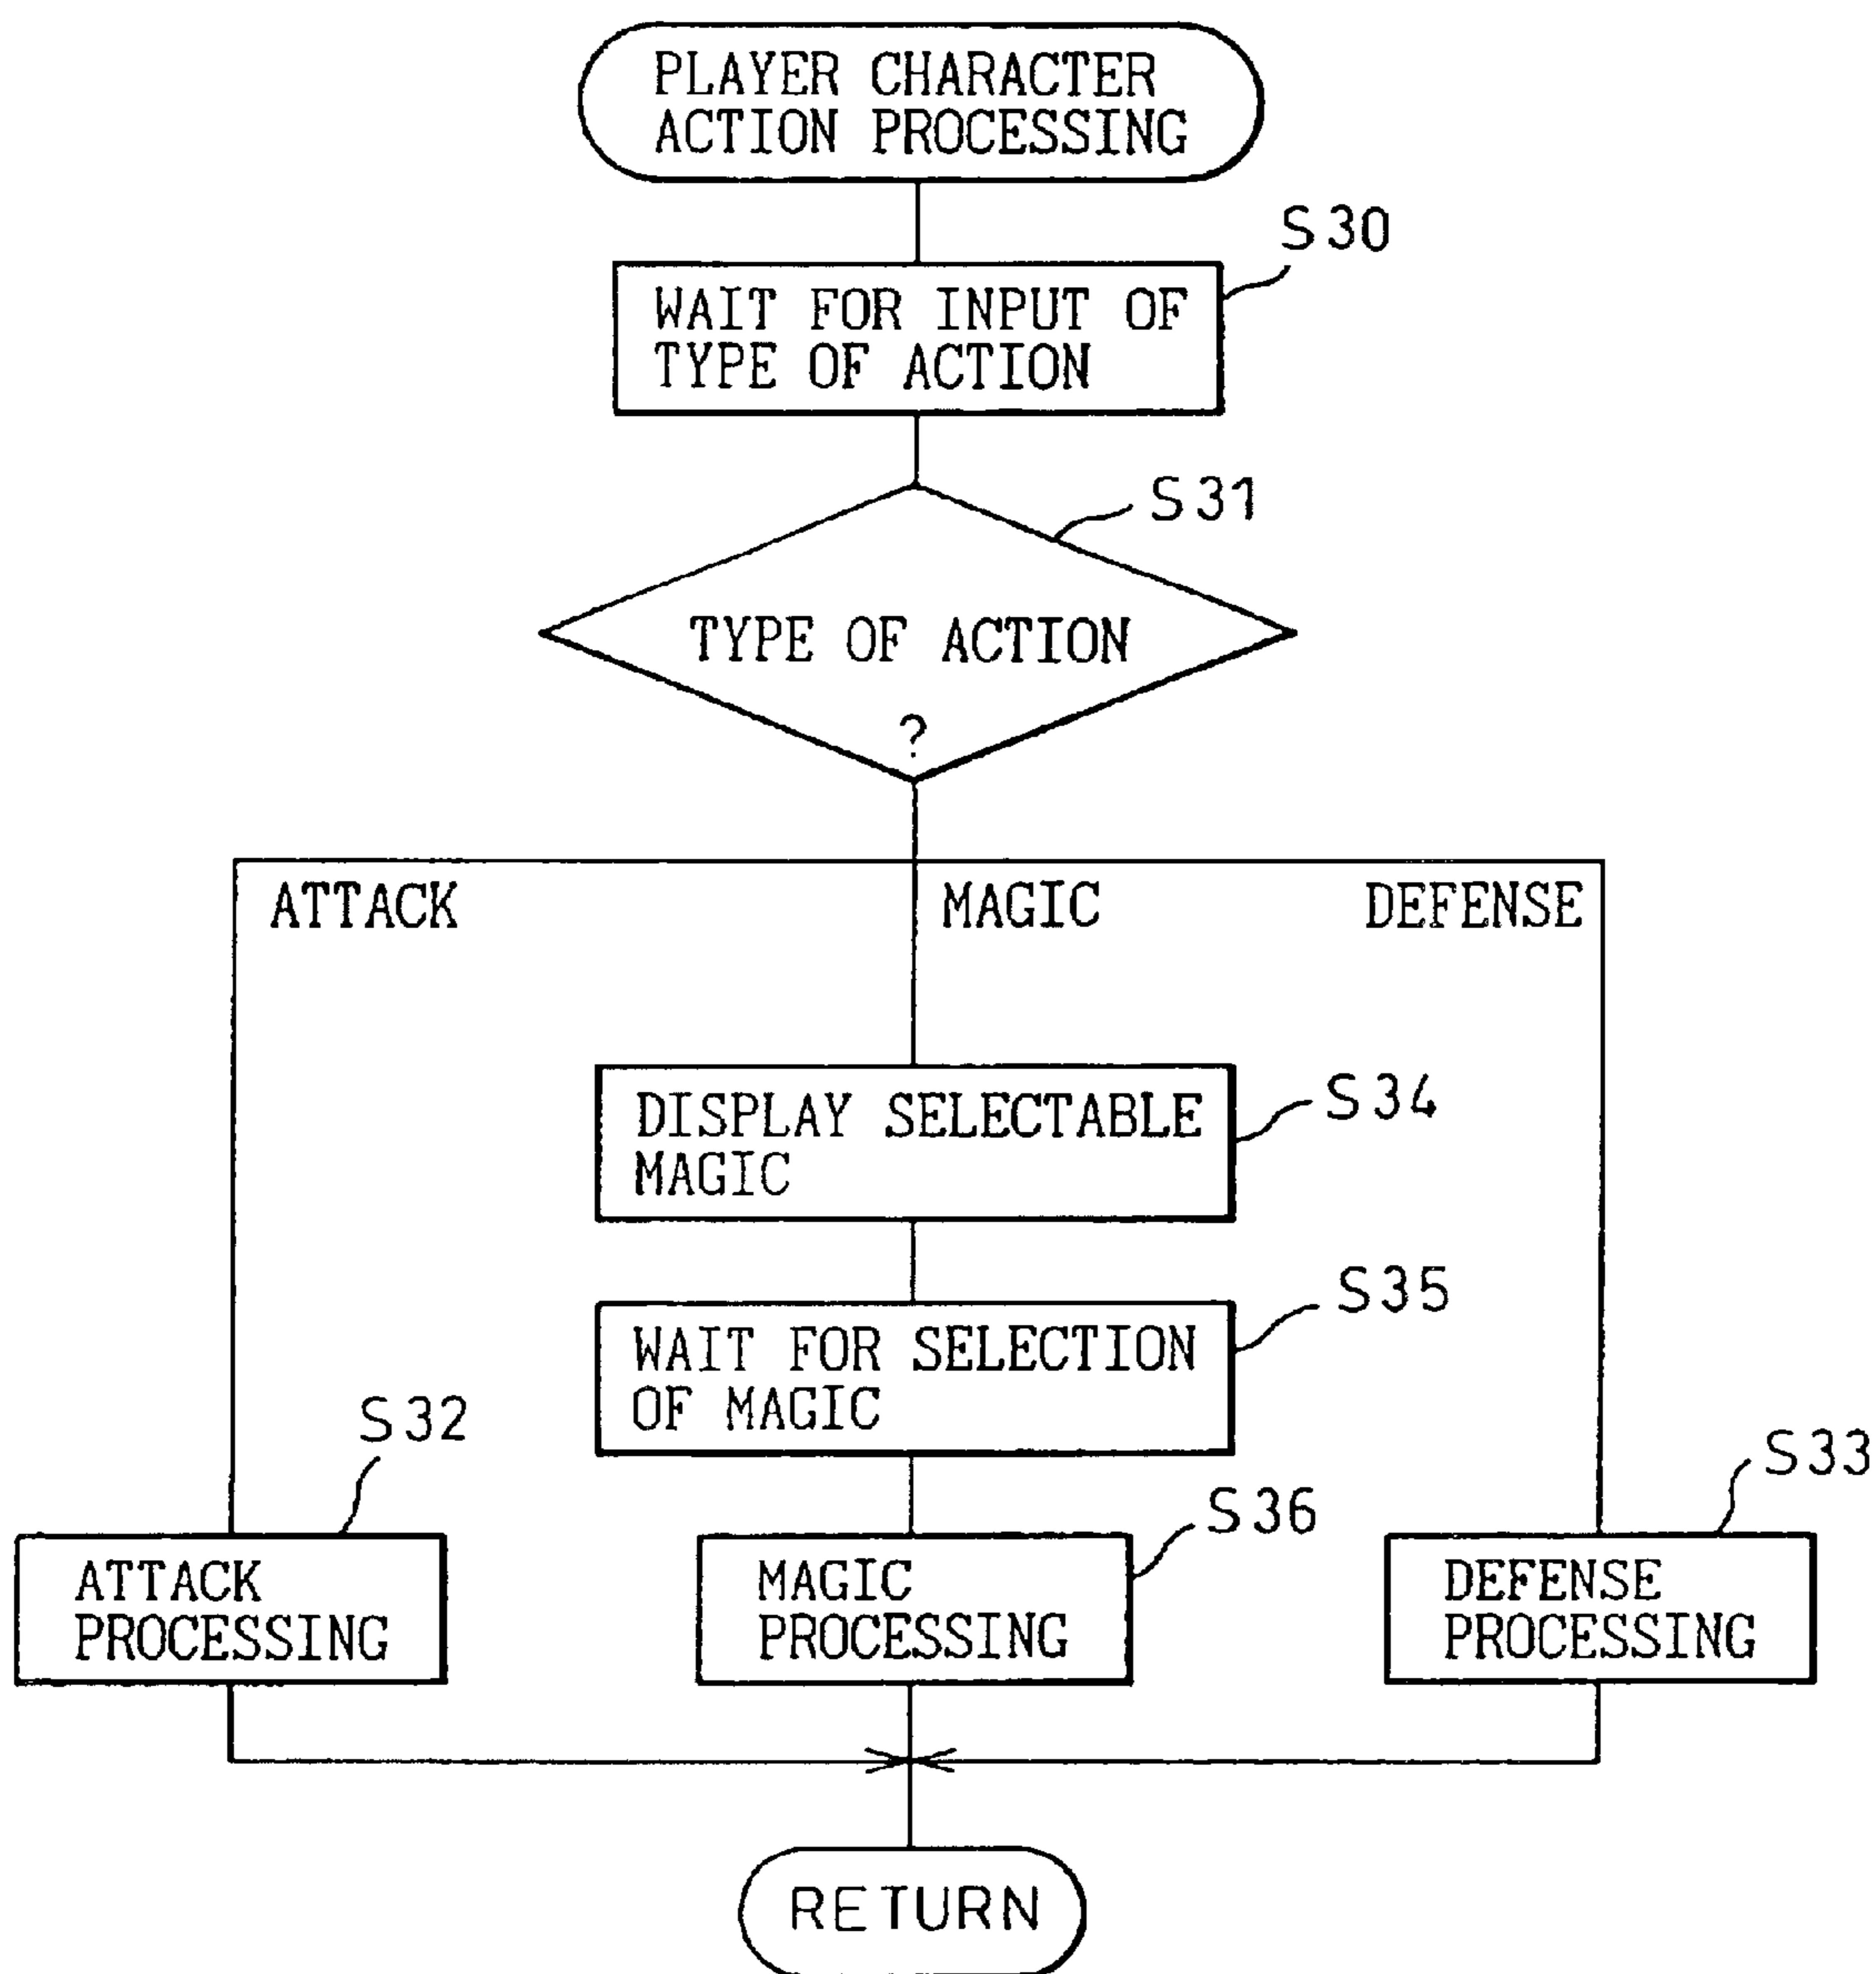 PLAYER CHARACTER
ACTION PROCESSING
S30
WAIT FOR INPUT OF
TYPE OF ACTION
S31
TYPE OF ACTION
?
ATTACK
MAGIC
DEFENSE
S34
DISPLAY SELECTABLE
MAGIC
S35
WAIT FOR SELECTION
OF MAGIC
S32
ATTACK
PROCESSING
S36
MAGIC
PROCESSING
S33
DEFENSE
PROCESSING
RETURN